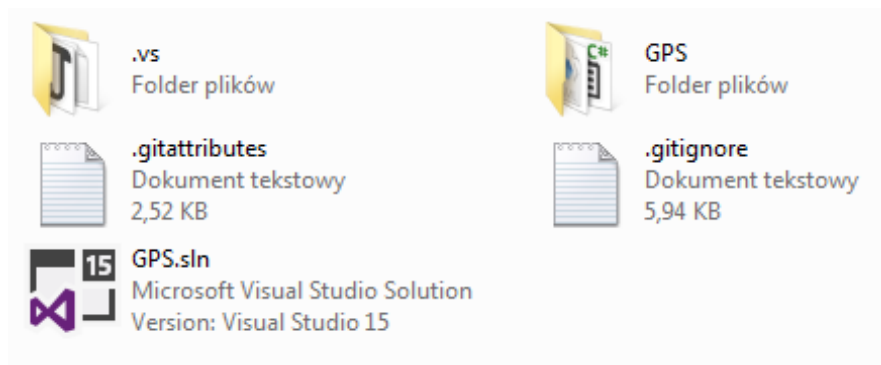 .vs
Folder plików
C#
GPS
Folder plików
.gitattributes
Dokument tekstowy
2,52 KB
.gitignore
Dokument tekstowy
5,94 KB
15
GPS.sln
Microsoft Visual Studio Solution
Version: Visual Studio 15